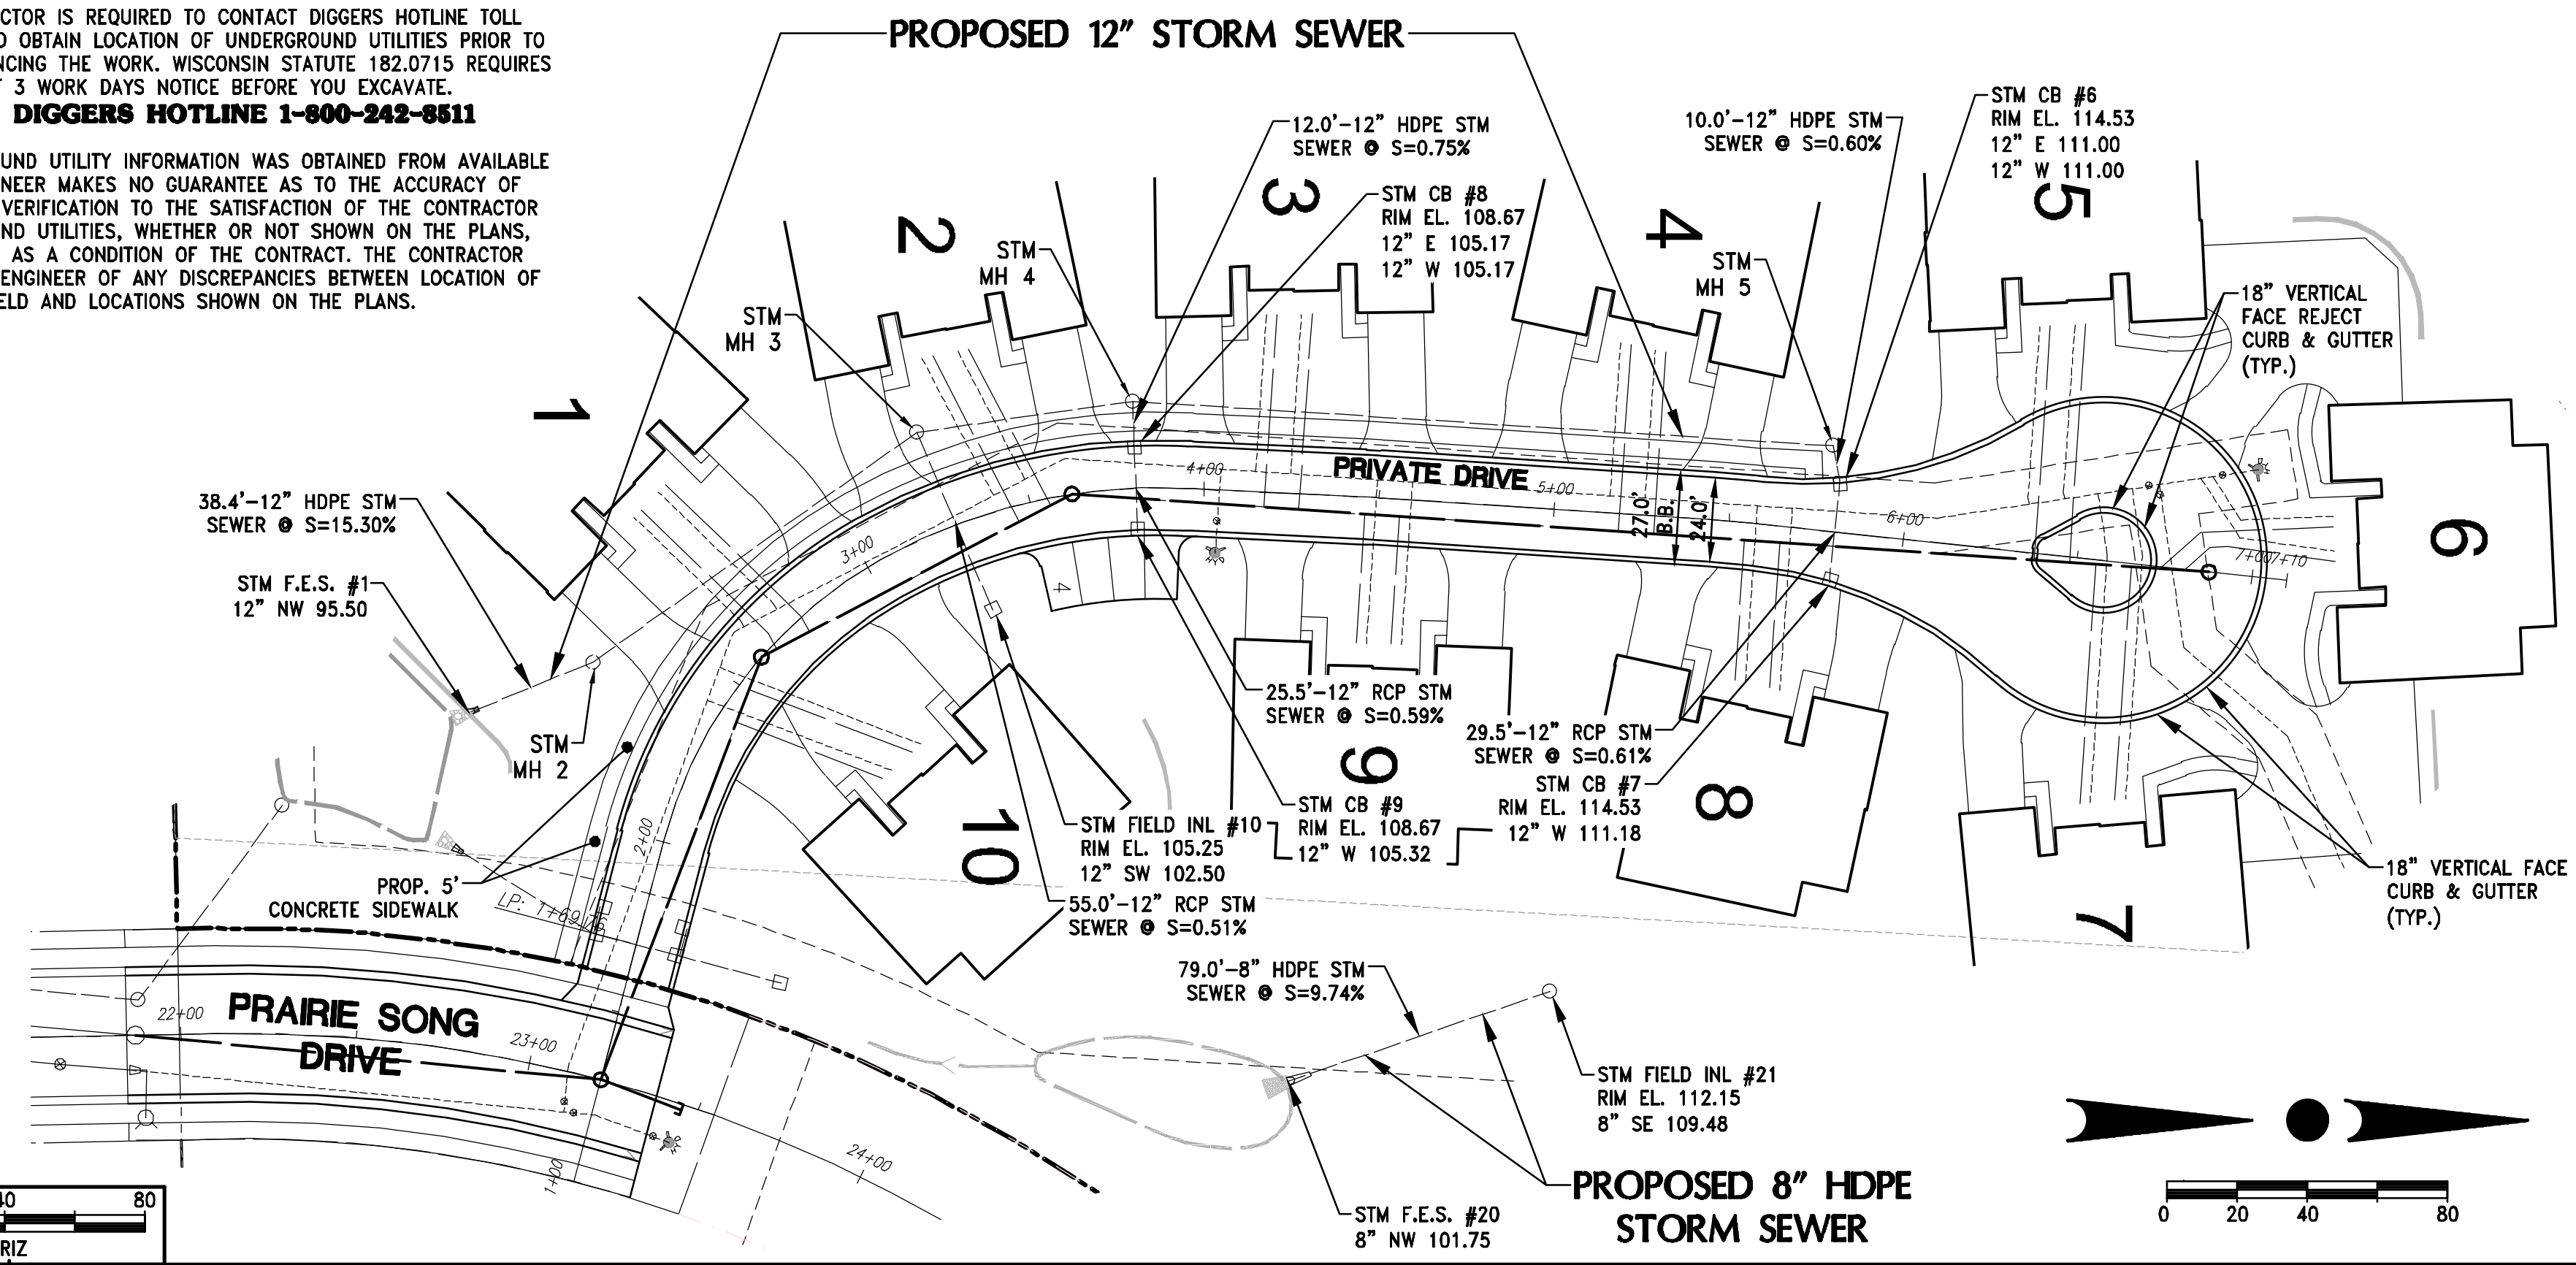 CTOR IS REQUIRED TO CONTACT DIGGERS HOTLINE TOLL
O OBTAIN LOCATION OF UNDERGROUND UTILITIES PRIOR TO
NCING THE WORK. WISCONSIN STATUTE 182.0715 REQUIRES
T 3 WORK DAYS NOTICE BEFORE YOU EXCAVATE.
DIGGERS HOTLINE 1-800-242-8511
UND UTILITY INFORMATION WAS OBTAINED FROM AVAILABLE
NEER MAKES NO GUARANTEE AS TO THE ACCURACY OF
VERIFICATION TO THE SATISFACTION OF THE CONTRACTOR
ND UTILITIES, WHETHER OR NOT SHOWN ON THE PLANS,
AS A CONDITION OF THE CONTRACT. THE CONTRACTOR
ENGINEER OF ANY DISCREPANCIES BETWEEN LOCATION OF
ELD AND LOCATIONS SHOWN ON THE PLANS.
PROPOSED 12" STORM SEWER
12.0'-12" HDPE STM
SEWER @ S=0.75%
STM CB #8
RIM EL. 108.67
12" E 105.17
12" W 105.17
10.0'-12" HDPE STM
SEWER @ S=0.60%
STM CB #6
RIM EL. 114.53
12" E 111.00
12" W 111.00
1
2
3
4
5
6
7
8
9
10
STM
MH 4
STM
MH 3
STM
MH 5
18" VERTICAL
FACE REJECT
CURB & GUTTER
(TYP.)
38.4'-12" HDPE STM
SEWER @ S=15.30%
STM F.E.S. #1
12" NW 95.50
STM
MH 2
PRIVATE DRIVE
2+00
3+00
4+00
5+00
6+00
7+00
7+10
27.0'
B.B.
24.0'
4
25.5'-12" RCP STM
SEWER @ S=0.59%
29.5'-12" RCP STM
SEWER @ S=0.61%
STM CB #7
RIM EL. 114.53
12" W 111.18
STM CB #9
RIM EL. 108.67
12" W 105.32
STM FIELD INL #10
RIM EL. 105.25
12" SW 102.50
55.0'-12" RCP STM
SEWER @ S=0.51%
PROP. 5'
CONCRETE SIDEWALK
LP: 1+69.76
18" VERTICAL FACE
CURB & GUTTER
(TYP.)
PRAIRIE SONG
DRIVE
22+00
23+00
24+00
1+00
79.0'-8" HDPE STM
SEWER @ S=9.74%
STM FIELD INL #21
RIM EL. 112.15
8" SE 109.48
PROPOSED 8" HDPE
STORM SEWER
STM F.E.S. #20
8" NW 101.75
40 80
RIZ
0 20 40 80